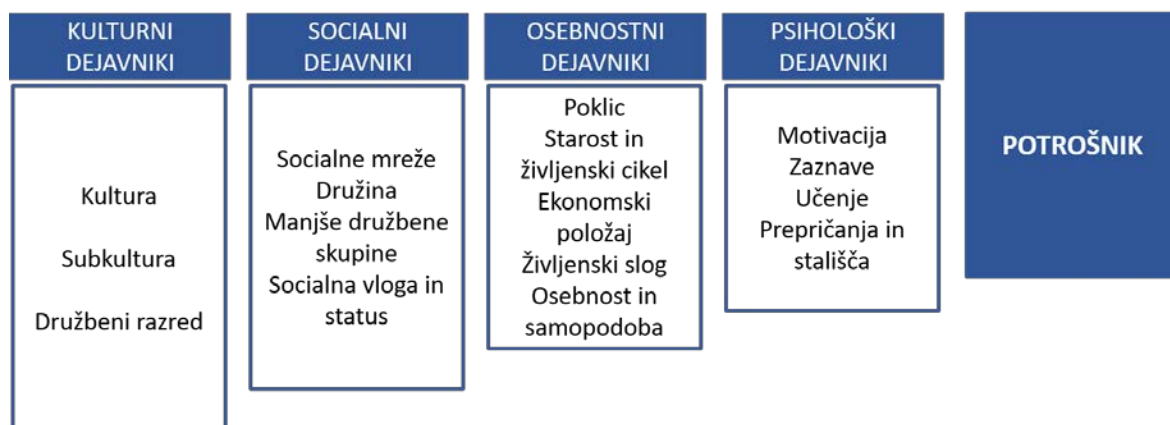 KULTURNI
DEJAVNIKI
Kultura
Subkultura
Družbeni razred
SOCIALNI
DEJAVNIKI
Socialne mreže
Družina
Manjše družbene
skupine
Socialna vloga in
status
OSEBNOSTNI
DEJAVNIKI
Poklic
Starost in
življenski cikel
Ekonomski
položaj
Življenski slog
Osebnost in
samopodoba
PSIHOLOŠKI
DEJAVNIKI
Motivacija
Zaznave
Učenje
Prepričanja in
stališča
POTROŠNIK